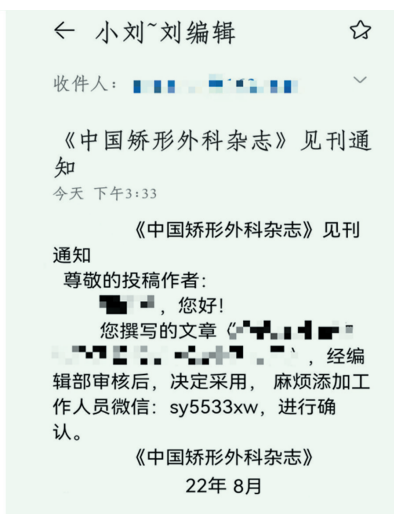 小刘~刘编辑
收件人：
《中国矫形外科杂志》见刊通
知
今天 下午3:33
《中国矫形外科杂志》见刊
通知
尊敬的投稿作者：
，您好！
您撰写的文章《
》，经编
辑部审核后，决定采用， 麻烦添加工
作人员微信：sy5533xw，进行确
认。
《中国矫形外科杂志》
22年 8月